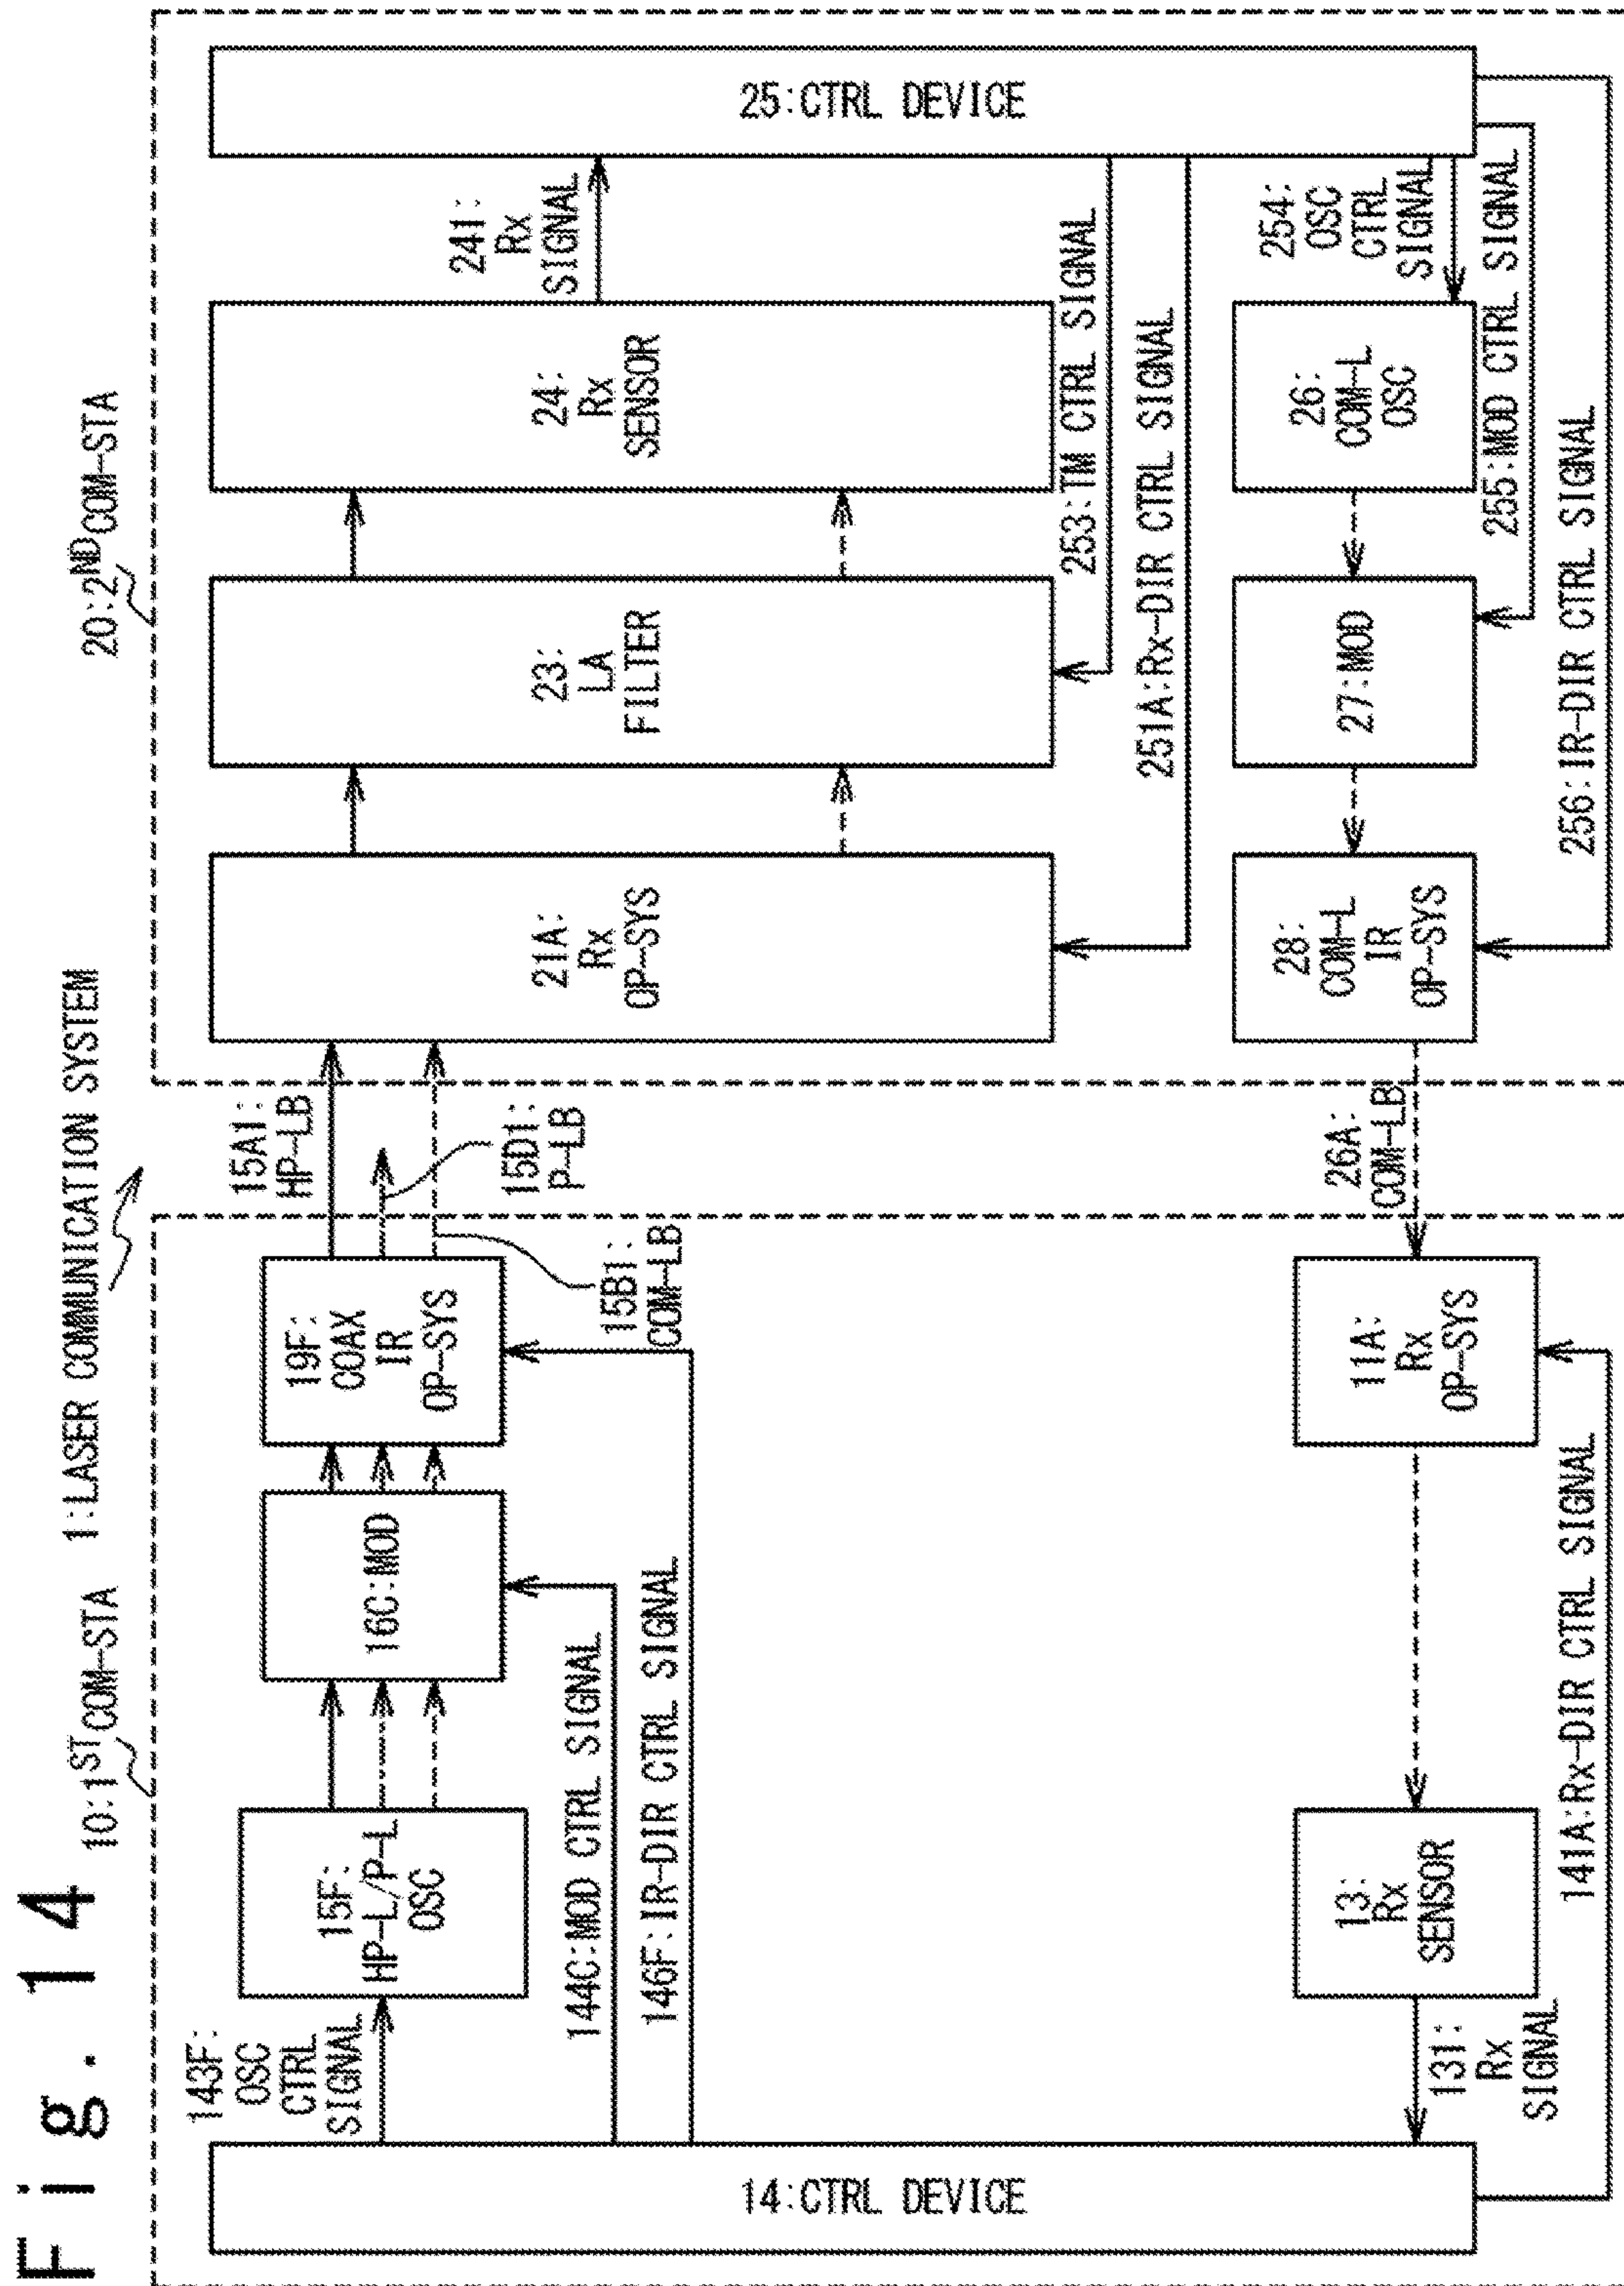 Fig. 14
1:LASER COMMUNICATION SYSTEM
10:1ST COM-STA
20:2ND COM-STA
143F:
OSC
CTRL
SIGNAL
15F:
HP-L/P-L
OSC
16C:MOD
19F:
COAX
IR
OP-SYS
15A1:
HP-LB
15D1:
P-LB
15B1:
COM-LB
144C:MOD CTRL SIGNAL
146F:IR-DIR CTRL SIGNAL
14:CTRL DEVICE
131:
Rx
SIGNAL
13:
Rx
SENSOR
11A:
Rx
OP-SYS
141A:Rx-DIR CTRL SIGNAL
26A:
COM-LB
21A:
Rx
OP-SYS
23:
LA
FILTER
24:
Rx
SENSOR
241:
Rx
SIGNAL
25:CTRL DEVICE
253:TM CTRL SIGNAL
251A:Rx-DIR CTRL SIGNAL
28:
COM-L
IR
OP-SYS
27:MOD
26:
COM-L
OSC
254:
OSC
CTRL
SIGNAL
255:MOD CTRL SIGNAL
256:IR-DIR CTRL SIGNAL